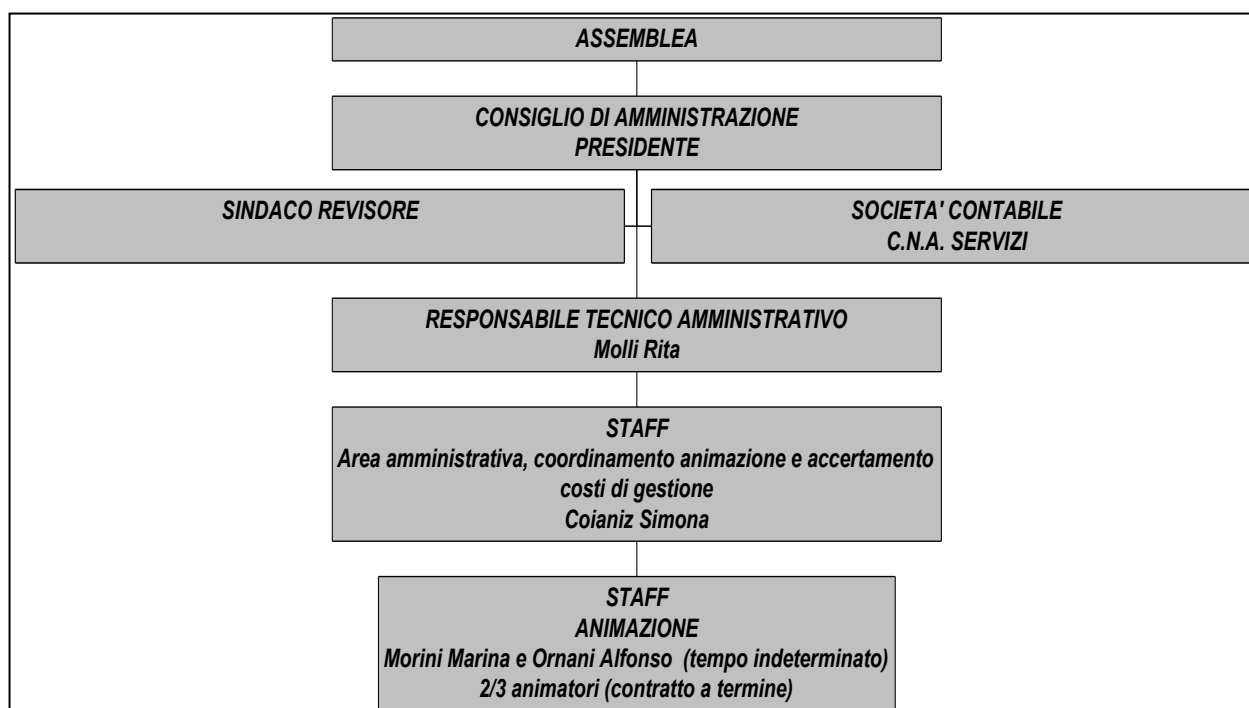 ASSEMBLEA
CONSIGLIO DI AMMINISTRAZIONE
PRESIDENTE
SINDACO REVISORE
SOCIETA' CONTABILE
C.N.A. SERVIZI
RESPONSABILE TECNICO AMMINISTRATIVO
Molli Rita
STAFF
Area amministrativa, coordinamento animazione e accertamento
costi di gestione
Coianiz Simona
STAFF
ANIMAZIONE
Morini Marina e Ornani Alfonso (tempo indeterminato)
2/3 animatori (contratto a termine)